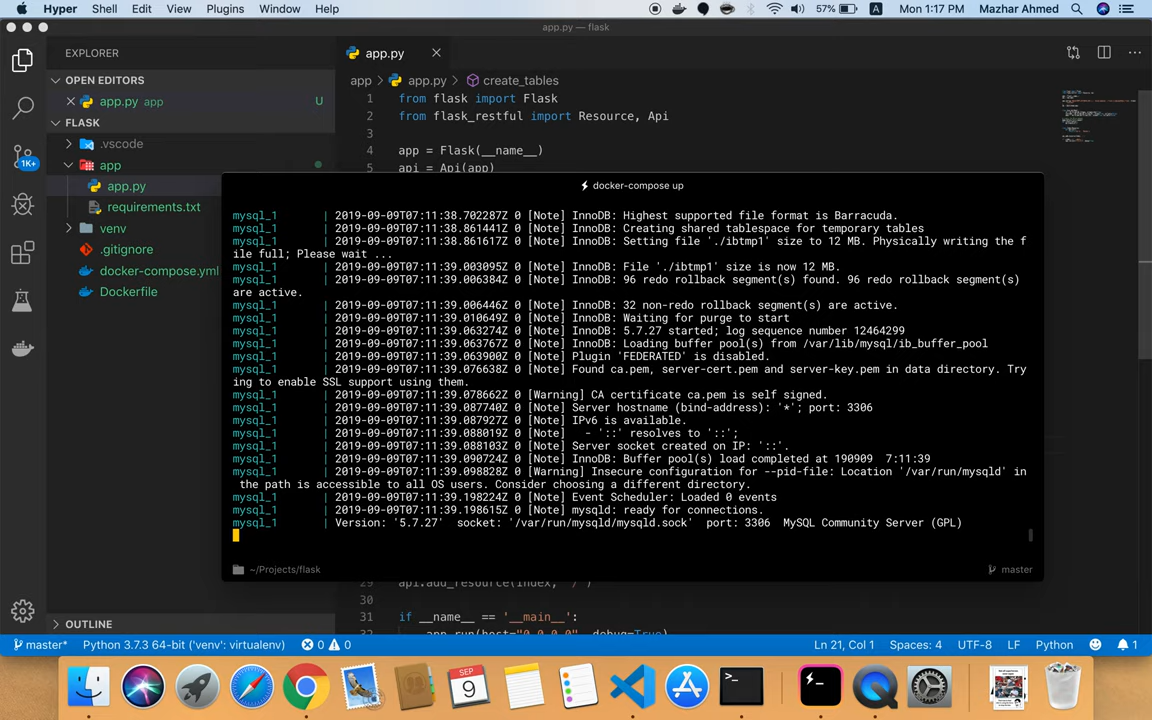 Hyper Shell Edit View Plugins Window Help 57% A Mon 1:17 PM Mazhar Ahmed
app.py — flask
EXPLORER
OPEN EDITORS
app.py app U
FLASK
.vscode
app
app.py
requirements.txt
venv
.gitignore
docker-compose.yml
Dockerfile
OUTLINE
1K+
app.py
app > app.py > create_tables
1 from flask import Flask
2 from flask_restful import Resource, Api
3
4 app = Flask(__name__)
5 api = Api(app)
docker-compose up
mysql_1 | 2019-09-09T07:11:38.702287Z 0 [Note] InnoDB: Highest supported file format is Barracuda.
mysql_1 | 2019-09-09T07:11:38.861441Z 0 [Note] InnoDB: Creating shared tablespace for temporary tables
mysql_1 | 2019-09-09T07:11:38.861617Z 0 [Note] InnoDB: Setting file './ibtmp1' size to 12 MB. Physically writing the f
ile full; Please wait ...
mysql_1 | 2019-09-09T07:11:39.003095Z 0 [Note] InnoDB: File './ibtmp1' size is now 12 MB.
mysql_1 | 2019-09-09T07:11:39.006384Z 0 [Note] InnoDB: 96 redo rollback segment(s) found. 96 redo rollback segment(s)
are active.
mysql_1 | 2019-09-09T07:11:39.006446Z 0 [Note] InnoDB: 32 non-redo rollback segment(s) are active.
mysql_1 | 2019-09-09T07:11:39.010649Z 0 [Note] InnoDB: Waiting for purge to start
mysql_1 | 2019-09-09T07:11:39.063274Z 0 [Note] InnoDB: 5.7.27 started; log sequence number 12464299
mysql_1 | 2019-09-09T07:11:39.063767Z 0 [Note] InnoDB: Loading buffer pool(s) from /var/lib/mysql/ib_buffer_pool
mysql_1 | 2019-09-09T07:11:39.063900Z 0 [Note] Plugin 'FEDERATED' is disabled.
mysql_1 | 2019-09-09T07:11:39.076638Z 0 [Note] Found ca.pem, server-cert.pem and server-key.pem in data directory. Try
ing to enable SSL support using them.
mysql_1 | 2019-09-09T07:11:39.078662Z 0 [Warning] CA certificate ca.pem is self signed.
mysql_1 | 2019-09-09T07:11:39.087740Z 0 [Note] Server hostname (bind-address): '*'; port: 3306
mysql_1 | 2019-09-09T07:11:39.087927Z 0 [Note] IPv6 is available.
mysql_1 | 2019-09-09T07:11:39.088019Z 0 [Note] - '::' resolves to '::';
mysql_1 | 2019-09-09T07:11:39.088103Z 0 [Note] Server socket created on IP: '::'.
mysql_1 | 2019-09-09T07:11:39.090724Z 0 [Note] InnoDB: Buffer pool(s) load completed at 190909 7:11:39
mysql_1 | 2019-09-09T07:11:39.098828Z 0 [Warning] Insecure configuration for --pid-file: Location '/var/run/mysqld' in
the path is accessible to all OS users. Consider choosing a different directory.
mysql_1 | 2019-09-09T07:11:39.198224Z 0 [Note] Event Scheduler: Loaded 0 events
mysql_1 | 2019-09-09T07:11:39.198615Z 0 [Note] mysqld: ready for connections.
mysql_1 | Version: '5.7.27' socket: '/var/run/mysqld/mysqld.sock' port: 3306 MySQL Community Server (GPL)
~/Projects/flask master
29 api.add_resource(Index, '/')
30
31 if __name__ == '__main__':
32 app.run(host="0.0.0.0", debug=True)
master* Python 3.7.3 64-bit ('venv': virtualenv) 0 0 Ln 21, Col 1 Spaces: 4 UTF-8 LF Python 1
SEP
9